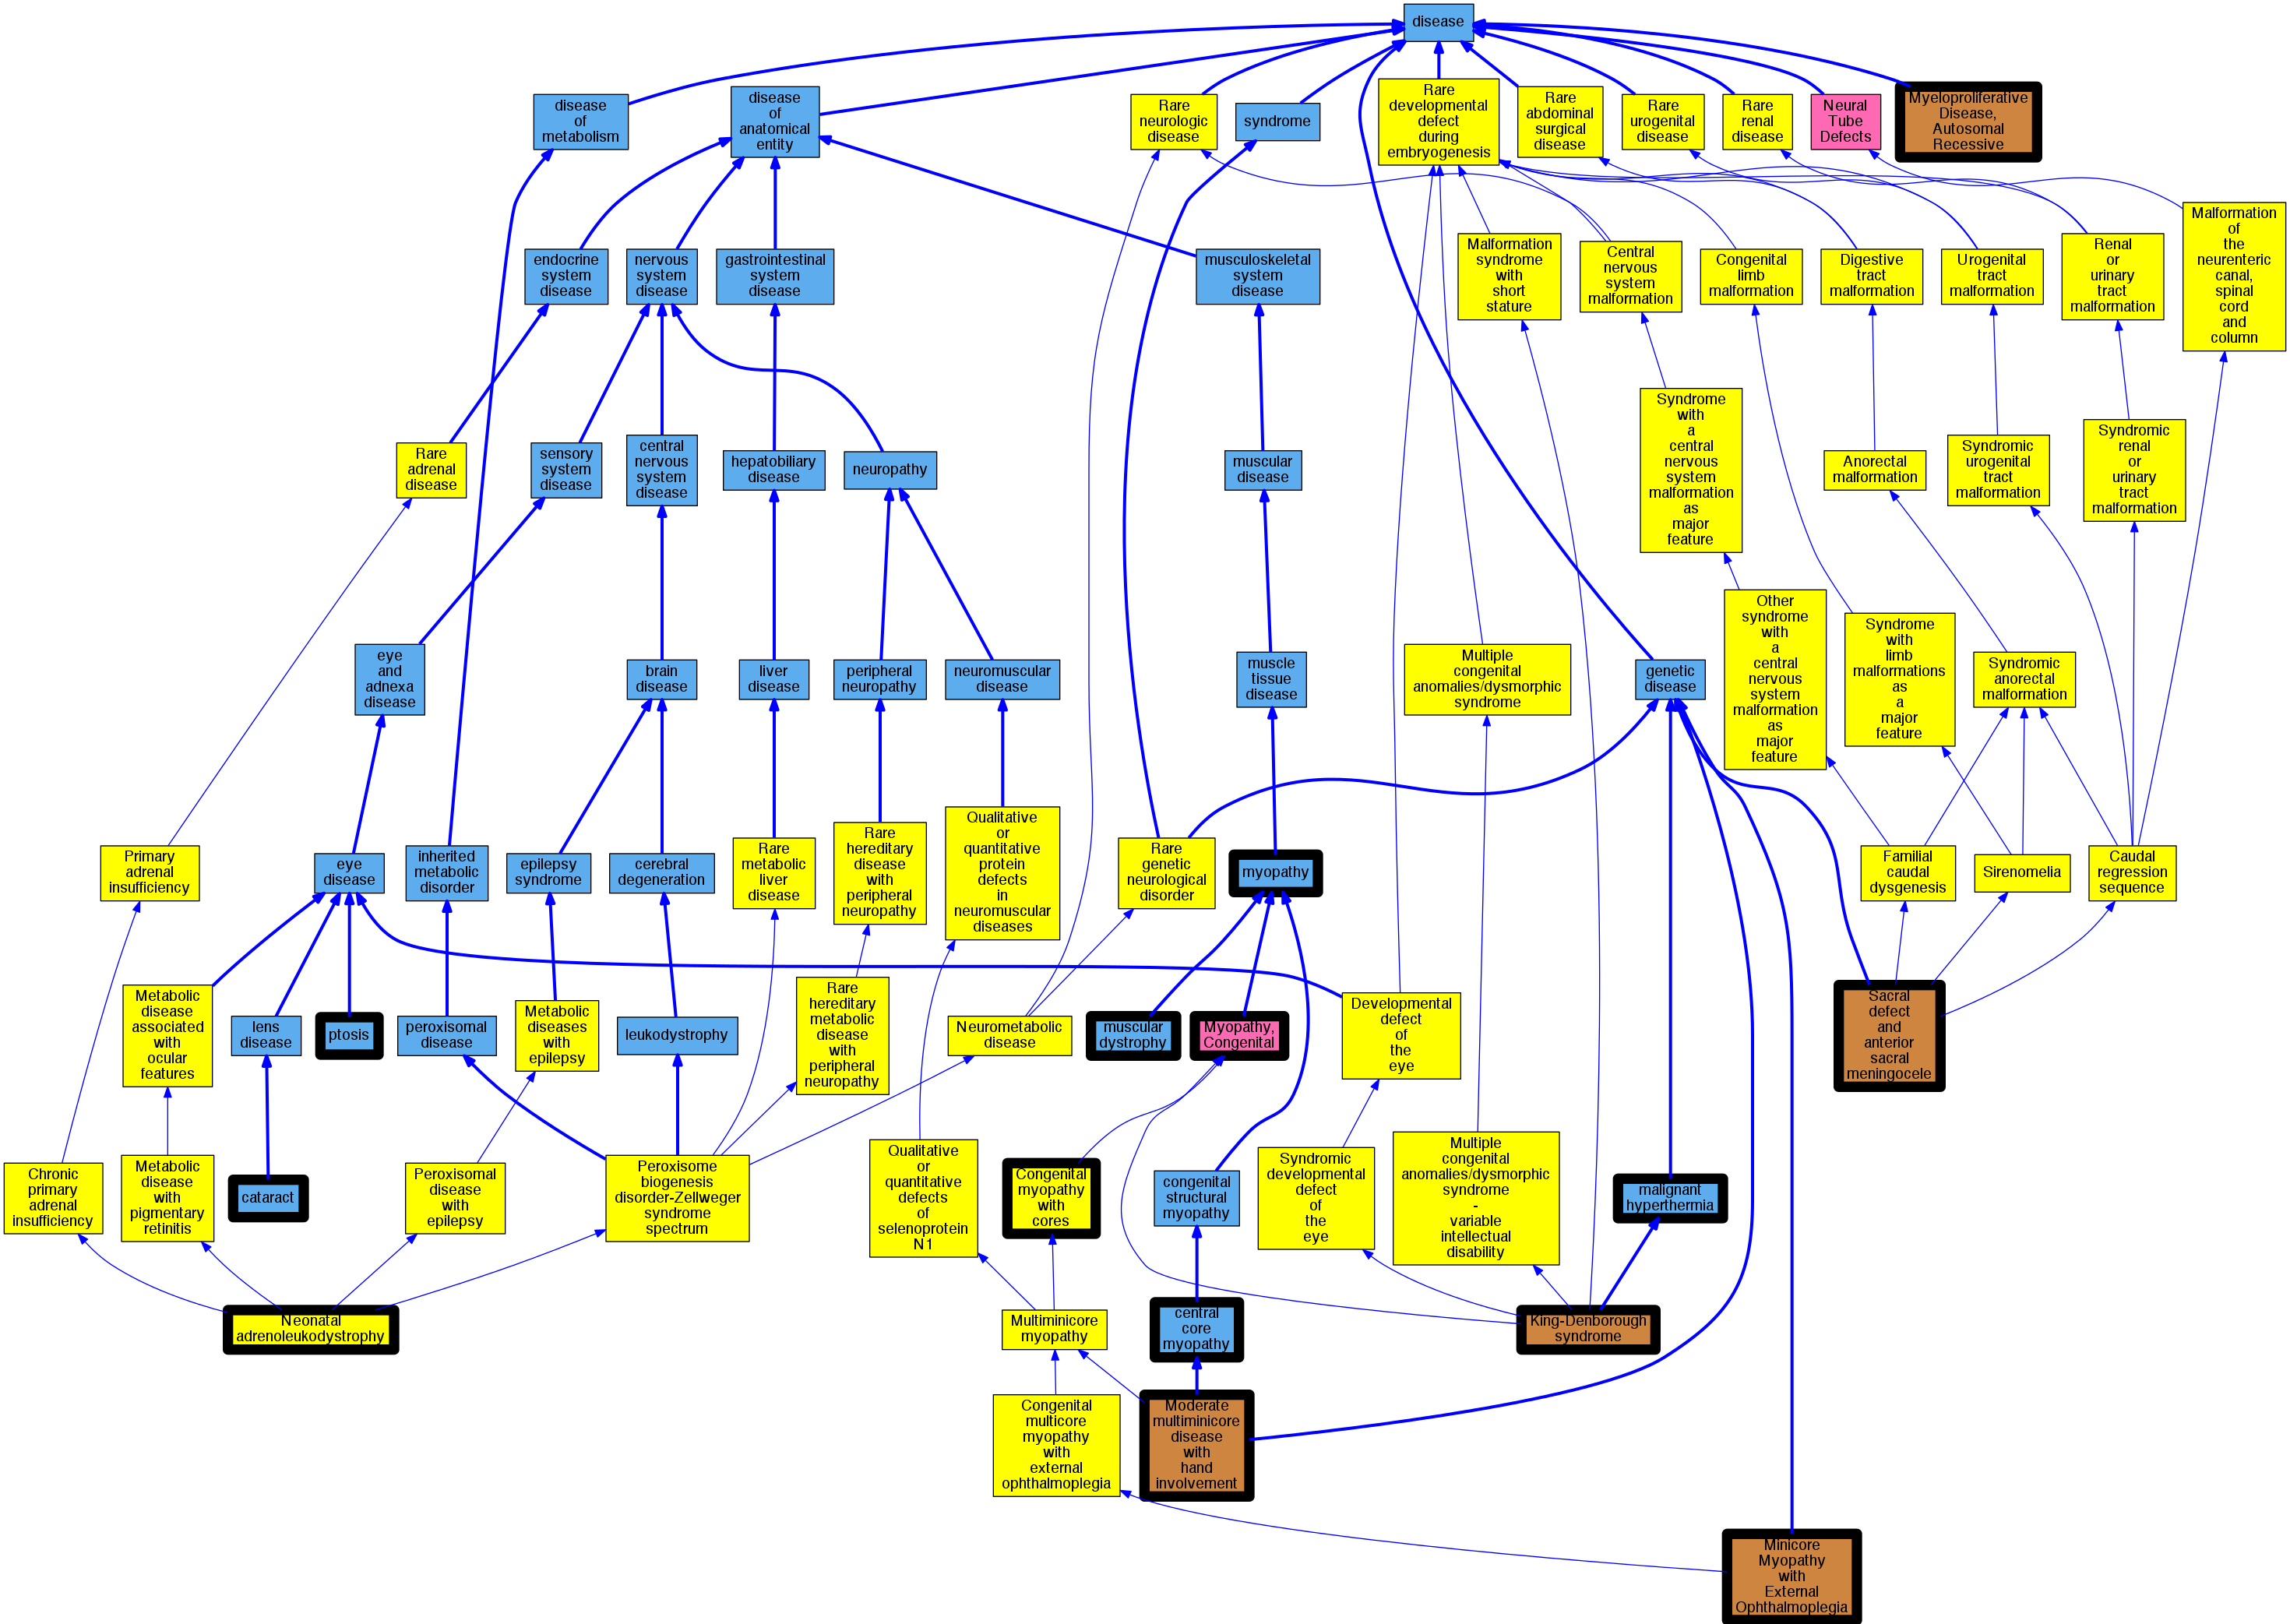 disease
disease
of
metabolism
disease
of
anatomical
entity
Rare
neurologic
disease
syndrome
Rare
developmental
defect
during
embryogenesis
Rare
abdominal
surgical
disease
Rare
urogenital
disease
Rare
renal
disease
Neural
Tube
Defects
Myeloproliferative
Disease,
Autosomal
Recessive
endocrine
system
disease
nervous
system
disease
gastrointestinal
system
disease
musculoskeletal
system
disease
Malformation
syndrome
with
short
stature
Central
nervous
system
malformation
Congenital
limb
malformation
Digestive
tract
malformation
Urogenital
tract
malformation
Renal
or
urinary
tract
malformation
Malformation
of
the
neurenteric
canal,
spinal
cord
and
column
Rare
adrenal
disease
sensory
system
disease
central
nervous
system
disease
hepatobiliary
disease
neuropathy
muscular
disease
Syndrome
with
a
central
nervous
system
malformation
as
major
feature
Anorectal
malformation
Syndromic
urogenital
tract
malformation
Syndromic
renal
or
urinary
tract
malformation
eye
and
adnexa
disease
brain
disease
liver
disease
peripheral
neuropathy
neuromuscular
disease
muscle
tissue
disease
Multiple
congenital
anomalies/dysmorphic
syndrome
genetic
disease
Other
syndrome
with
a
central
nervous
system
malformation
as
major
feature
Syndrome
with
limb
malformations
as
a
major
feature
Syndromic
anorectal
malformation
Primary
adrenal
insufficiency
eye
disease
inherited
metabolic
disorder
epilepsy
syndrome
cerebral
degeneration
Rare
metabolic
liver
disease
Rare
hereditary
disease
with
peripheral
neuropathy
Qualitative
or
quantitative
protein
defects
in
neuromuscular
diseases
Rare
genetic
neurological
disorder
myopathy
Familial
caudal
dysgenesis
Sirenomelia
Caudal
regression
sequence
Metabolic
disease
associated
with
ocular
features
lens
disease
ptosis
peroxisomal
disease
Metabolic
diseases
with
epilepsy
leukodystrophy
Rare
hereditary
metabolic
disease
with
peripheral
neuropathy
Neurometabolic
disease
muscular
dystrophy
Myopathy,
Congenital
Developmental
defect
of
the
eye
Sacral
defect
and
anterior
sacral
meningocele
Chronic
primary
adrenal
insufficiency
Metabolic
disease
with
pigmentary
retinitis
cataract
Peroxisomal
disease
with
epilepsy
Peroxisome
biogenesis
disorder-Zellweger
syndrome
spectrum
Qualitative
or
quantitative
defects
of
selenoprotein
N1
Congenital
myopathy
with
cores
congenital
structural
myopathy
Syndromic
developmental
defect
of
the
eye
Multiple
congenital
anomalies/dysmorphic
syndrome
-
variable
intellectual
disability
malignant
hyperthermia
Neonatal
adrenoleukodystrophy
Multiminicore
myopathy
central
core
myopathy
King-Denborough
syndrome
Congenital
multicore
myopathy
with
external
ophthalmoplegia
Moderate
multiminicore
disease
with
hand
involvement
Minicore
Myopathy
with
External
Ophthalmoplegia